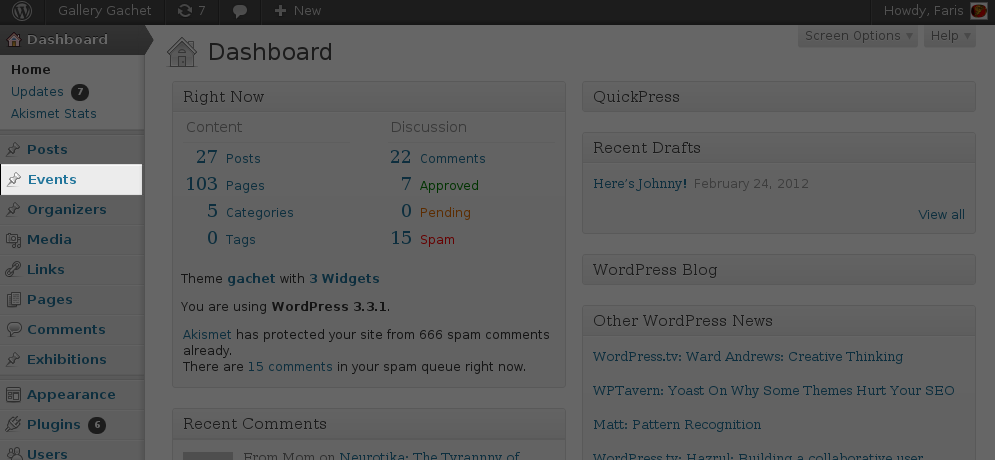 Gallery Gachet 7 New Howdy, Faris
Dashboard
Home
Updates 7
Akismet Stats
Posts
Events
Organizers
Media
Links
Pages
Comments
Exhibitions
Appearance
Plugins 6
Users
Dashboard
Screen Options Help
Right Now
Content Discussion
27 Posts 22 Comments
103 Pages 7 Approved
5 Categories 0 Pending
0 Tags 15 Spam
Theme gachet with 3 Widgets
You are using WordPress 3.3.1.
Akismet has protected your site from 666 spam comments
already.
There are 15 comments in your spam queue right now.
Recent Comments
From Mom on Neurotika: The Tyrannny of
QuickPress
Recent Drafts
Here's Johnny! February 24, 2012
View all
WordPress Blog
Other WordPress News
WordPress.tv: Ward Andrews: Creative Thinking
WPTavern: Yoast On Why Some Themes Hurt Your SEO
Matt: Pattern Recognition
WordPress.tv: Hazrul: Building a collaborative user